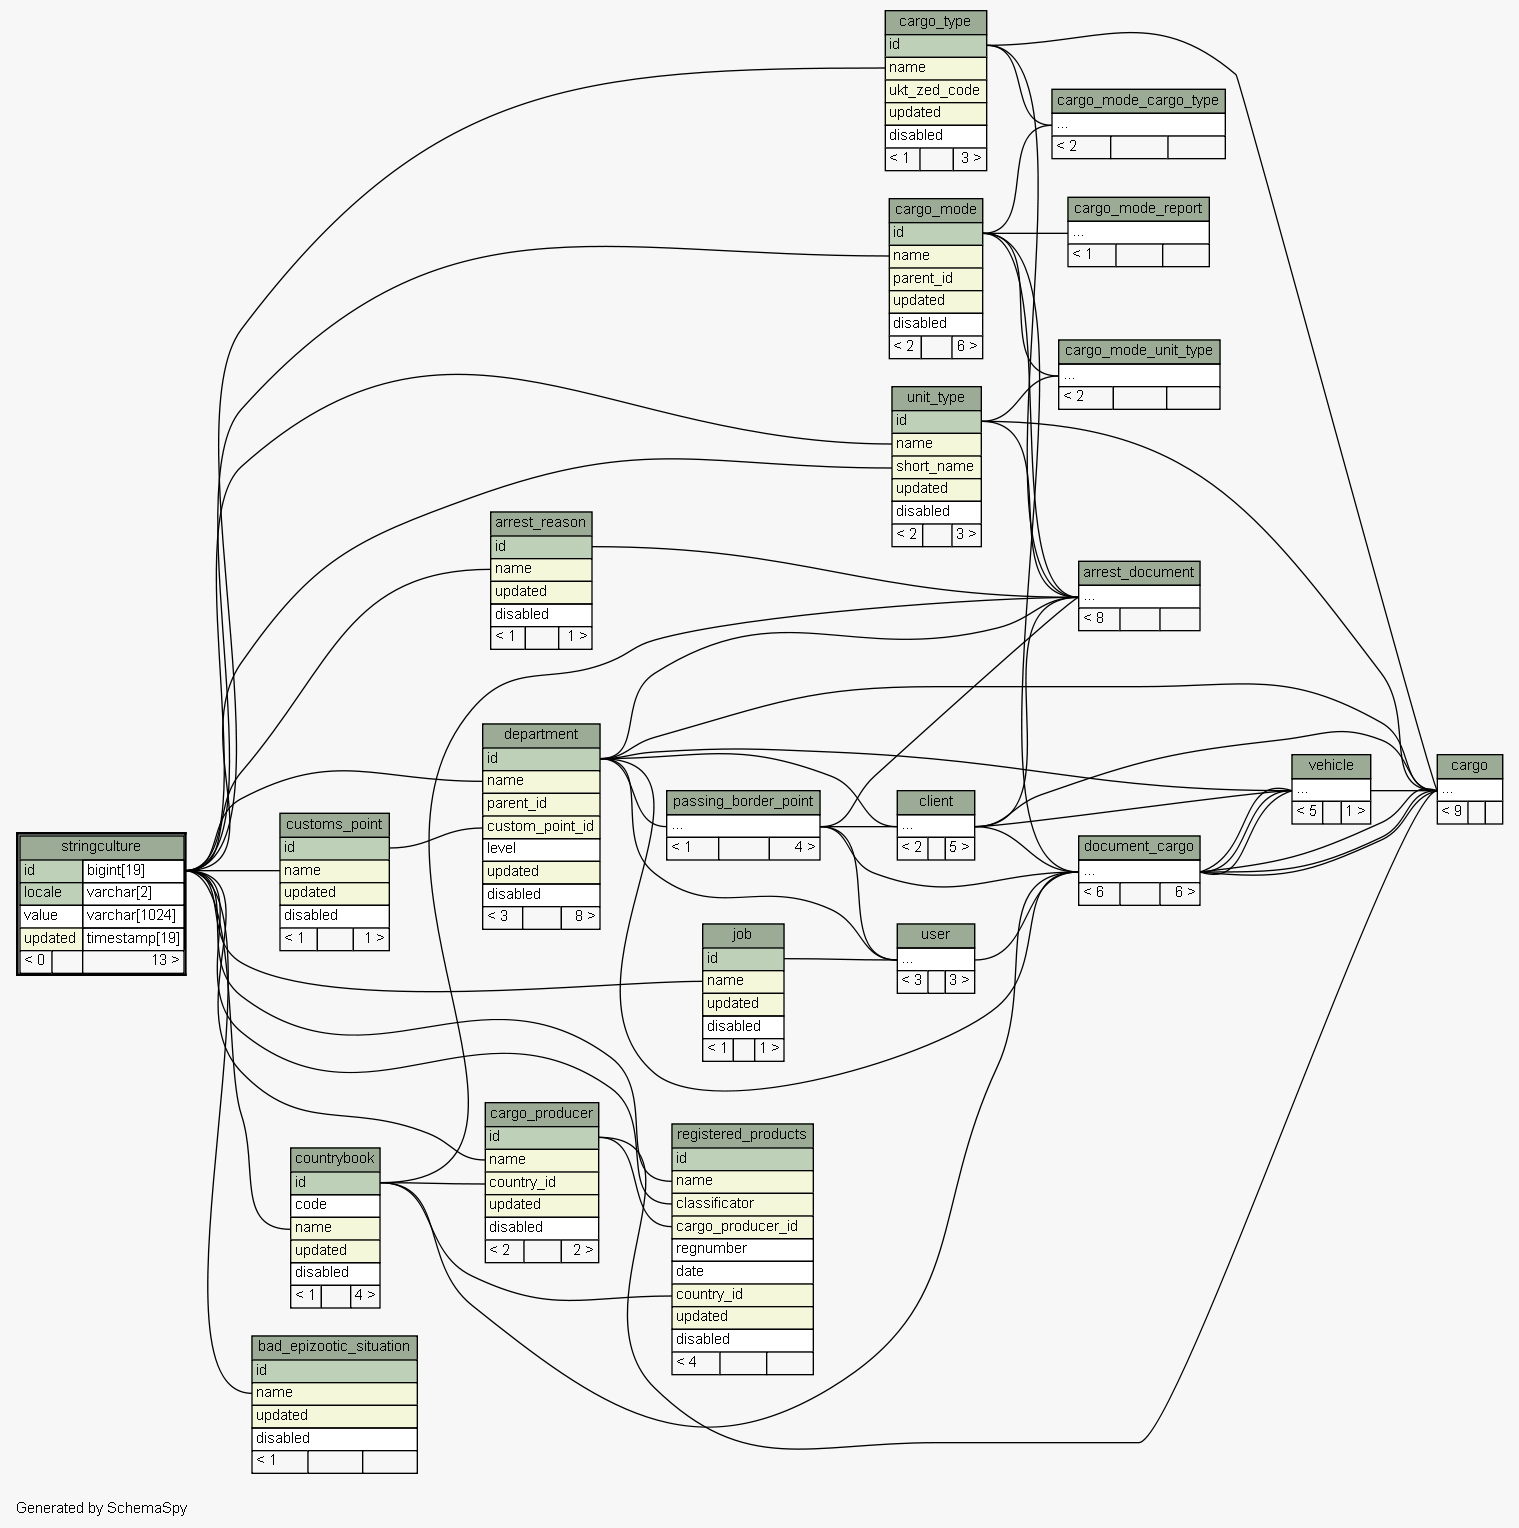 cargo_type
id
name
ukt_zed_code
updated
disabled
< 1 3 >
cargo_mode_cargo_type
...
< 2
cargo_mode
id
name
parent_id
updated
disabled
< 2 6 >
cargo_mode_report
...
< 1
cargo_mode_unit_type
...
< 2
unit_type
id
name
short_name
updated
disabled
< 2 3 >
arrest_reason
id
name
updated
disabled
< 1 1 >
arrest_document
...
< 8
department
id
name
parent_id
custom_point_id
level
updated
disabled
< 3 8 >
vehicle
...
< 5 1 >
cargo
...
< 9
passing_border_point
...
< 1 4 >
client
...
< 2 5 >
customs_point
id
name
updated
disabled
< 1 1 >
stringculture
id bigint[19]
locale varchar[2]
value varchar[1024]
updated timestamp[19]
< 0 13 >
document_cargo
...
< 6 6 >
job
id
name
updated
disabled
< 1 1 >
user
...
< 3 3 >
cargo_producer
id
name
country_id
updated
disabled
< 2 2 >
registered_products
id
name
classificator
cargo_producer_id
regnumber
date
country_id
updated
disabled
< 4
countrybook
id
code
name
updated
disabled
< 1 4 >
bad_epizootic_situation
id
name
updated
disabled
< 1
Generated by SchemaSpy